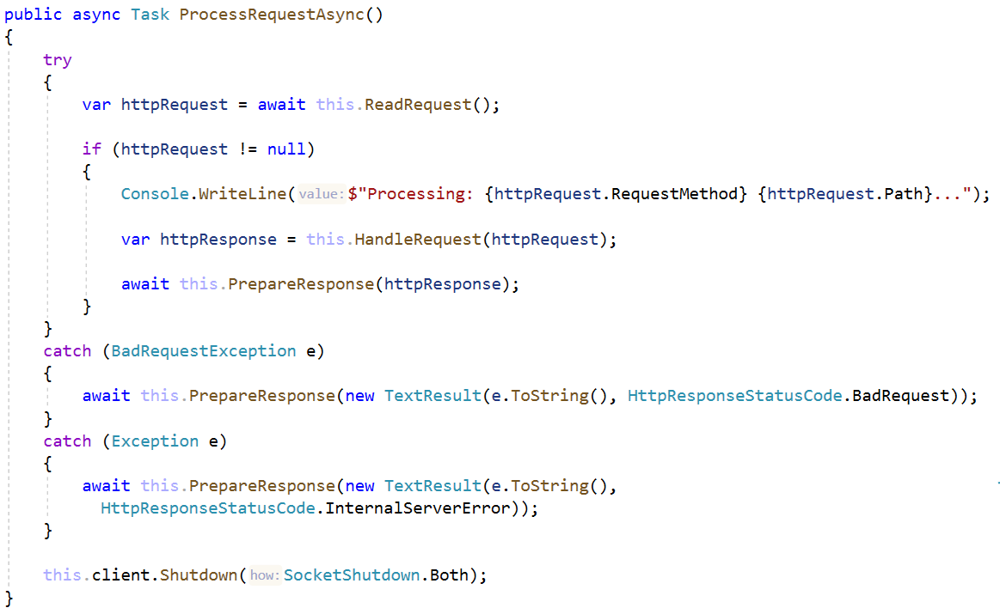 public async Task ProcessRequestAsync()
{
try
{
var httpRequest = await this.ReadRequest();
if (httpRequest != null)
{
Console.WriteLine(value:$"Processing: {httpRequest.RequestMethod} {httpRequest.Path}...");
var httpResponse = this.HandleRequest(httpRequest);
await this.PrepareResponse(httpResponse);
}
}
catch (BadRequestException e)
{
await this.PrepareResponse(new TextResult(e.ToString(), HttpResponseStatusCode.BadRequest));
}
catch (Exception e)
{
await this.PrepareResponse(new TextResult(e.ToString(),
HttpResponseStatusCode.InternalServerError));
}
this.client.Shutdown(how:SocketShutdown.Both);
}